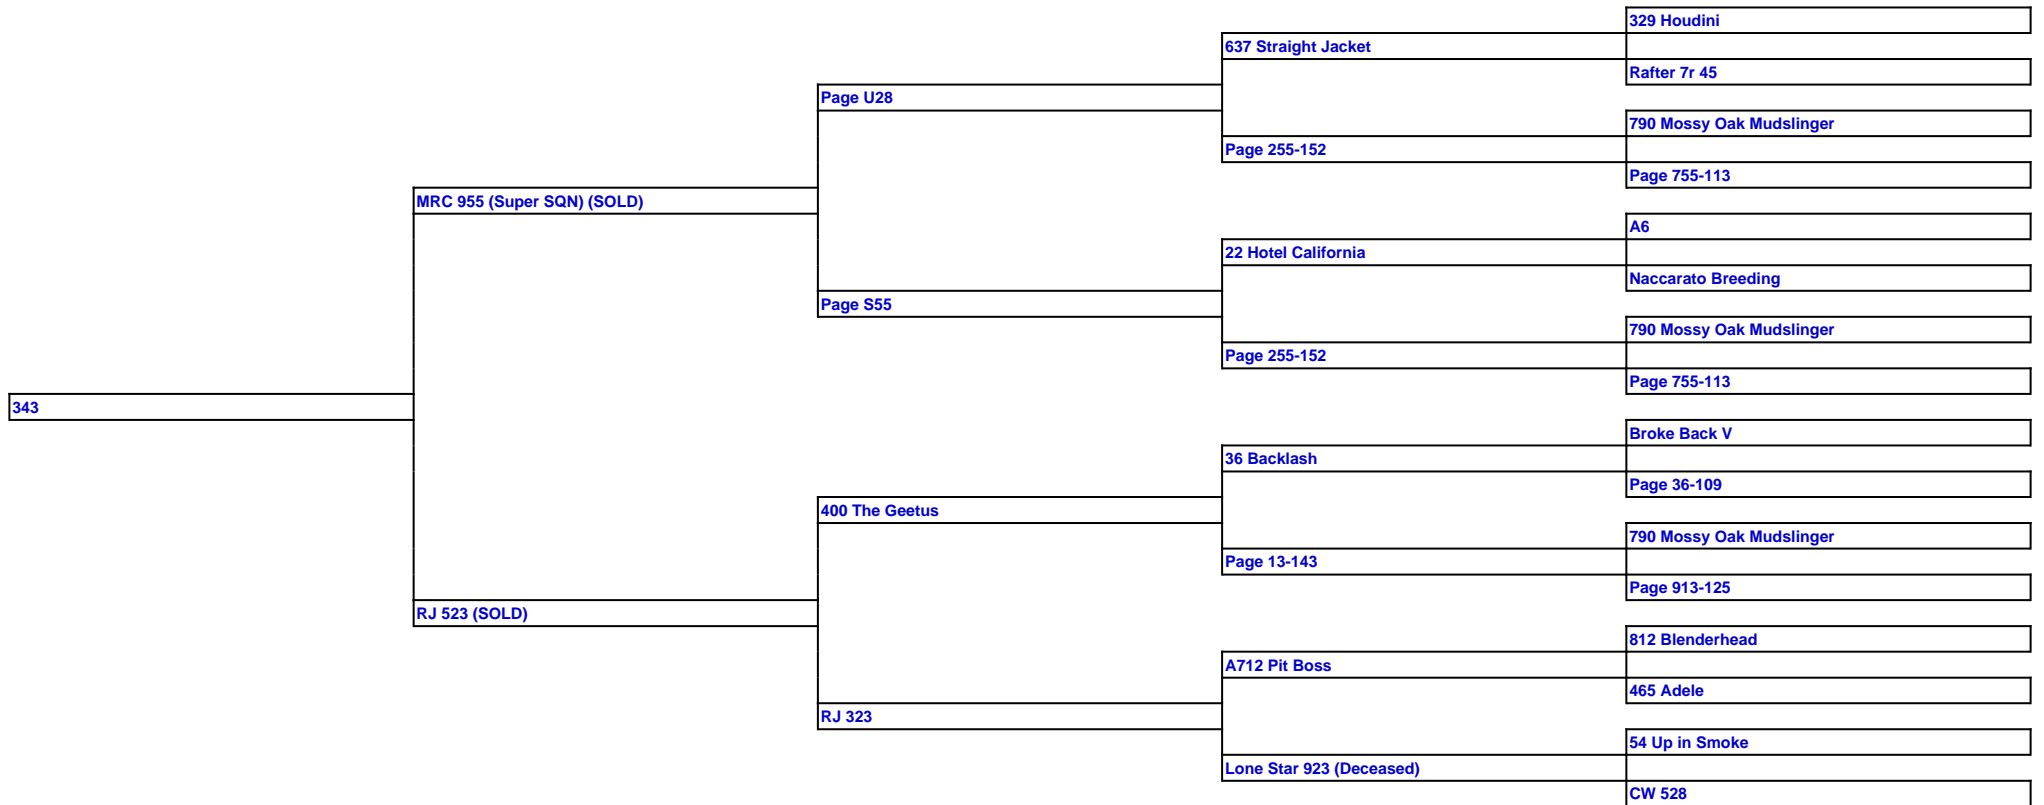 329 Houdini
637 Straight Jacket
Rafter 7r 45
Page U28
790 Mossy Oak Mudslinger
Page 255-152
Page 755-113
MRC 955 (Super SQN) (SOLD)
A6
22 Hotel California
Naccarato Breeding
Page S55
790 Mossy Oak Mudslinger
Page 255-152
Page 755-113
343
Broke Back V
36 Backlash
Page 36-109
400 The Geetus
790 Mossy Oak Mudslinger
Page 13-143
Page 913-125
RJ 523 (SOLD)
812 Blenderhead
A712 Pit Boss
465 Adele
RJ 323
54 Up in Smoke
Lone Star 923 (Deceased)
CW 528